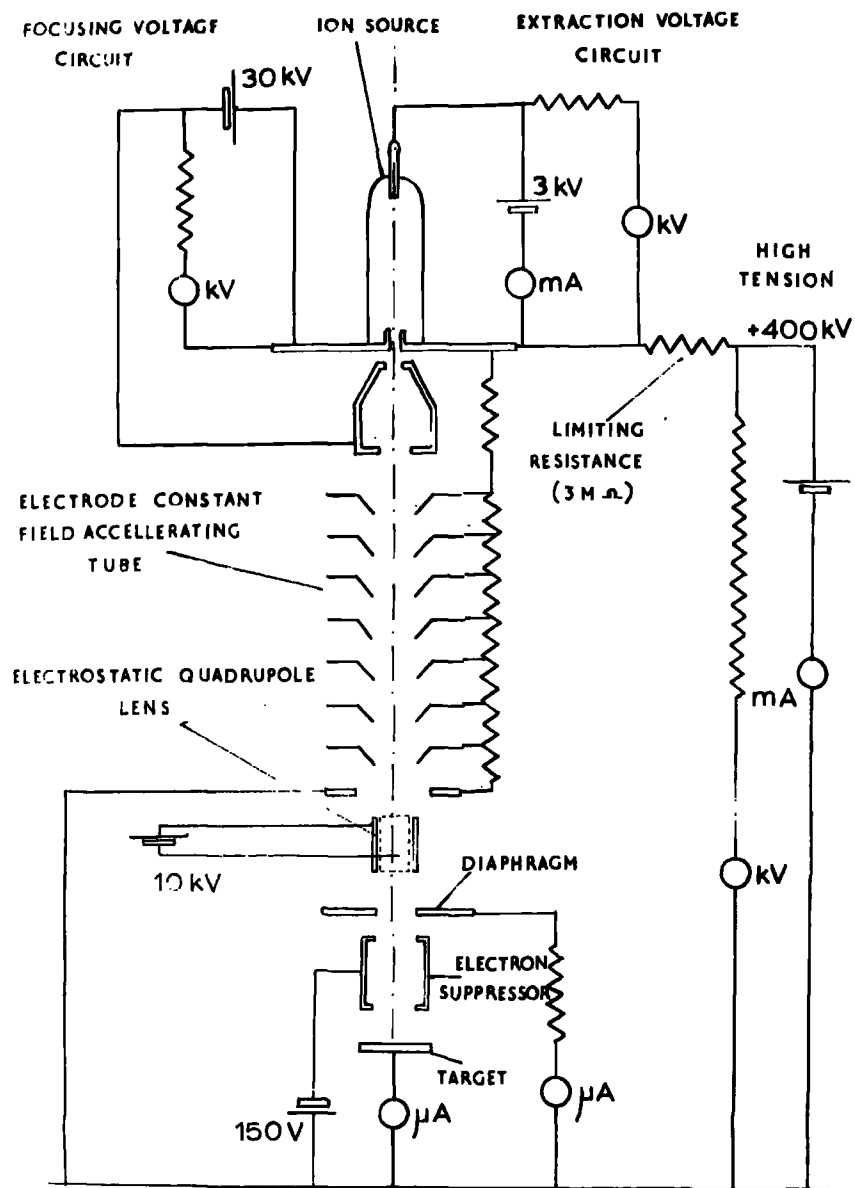 FOCUSING VOLTAGE
CIRCUIT
ION SOURCE
EXTRACTION VOLTAGE
CIRCUIT
30 kV
3 kV
kV
kV
mA
HIGH
TENSION
+400 kV
LIMITING
RESISTANCE
(3 M Ω)
ELECTRODE CONSTANT
FIELD ACCELLERATING
TUBE
ELECTROSTATIC QUADRUPOLE
LENS
mA
10 kV
kV
DIAPHRAGM
ELECTRON
SUPPRESSOR
TARGET
150 V
μA
μA